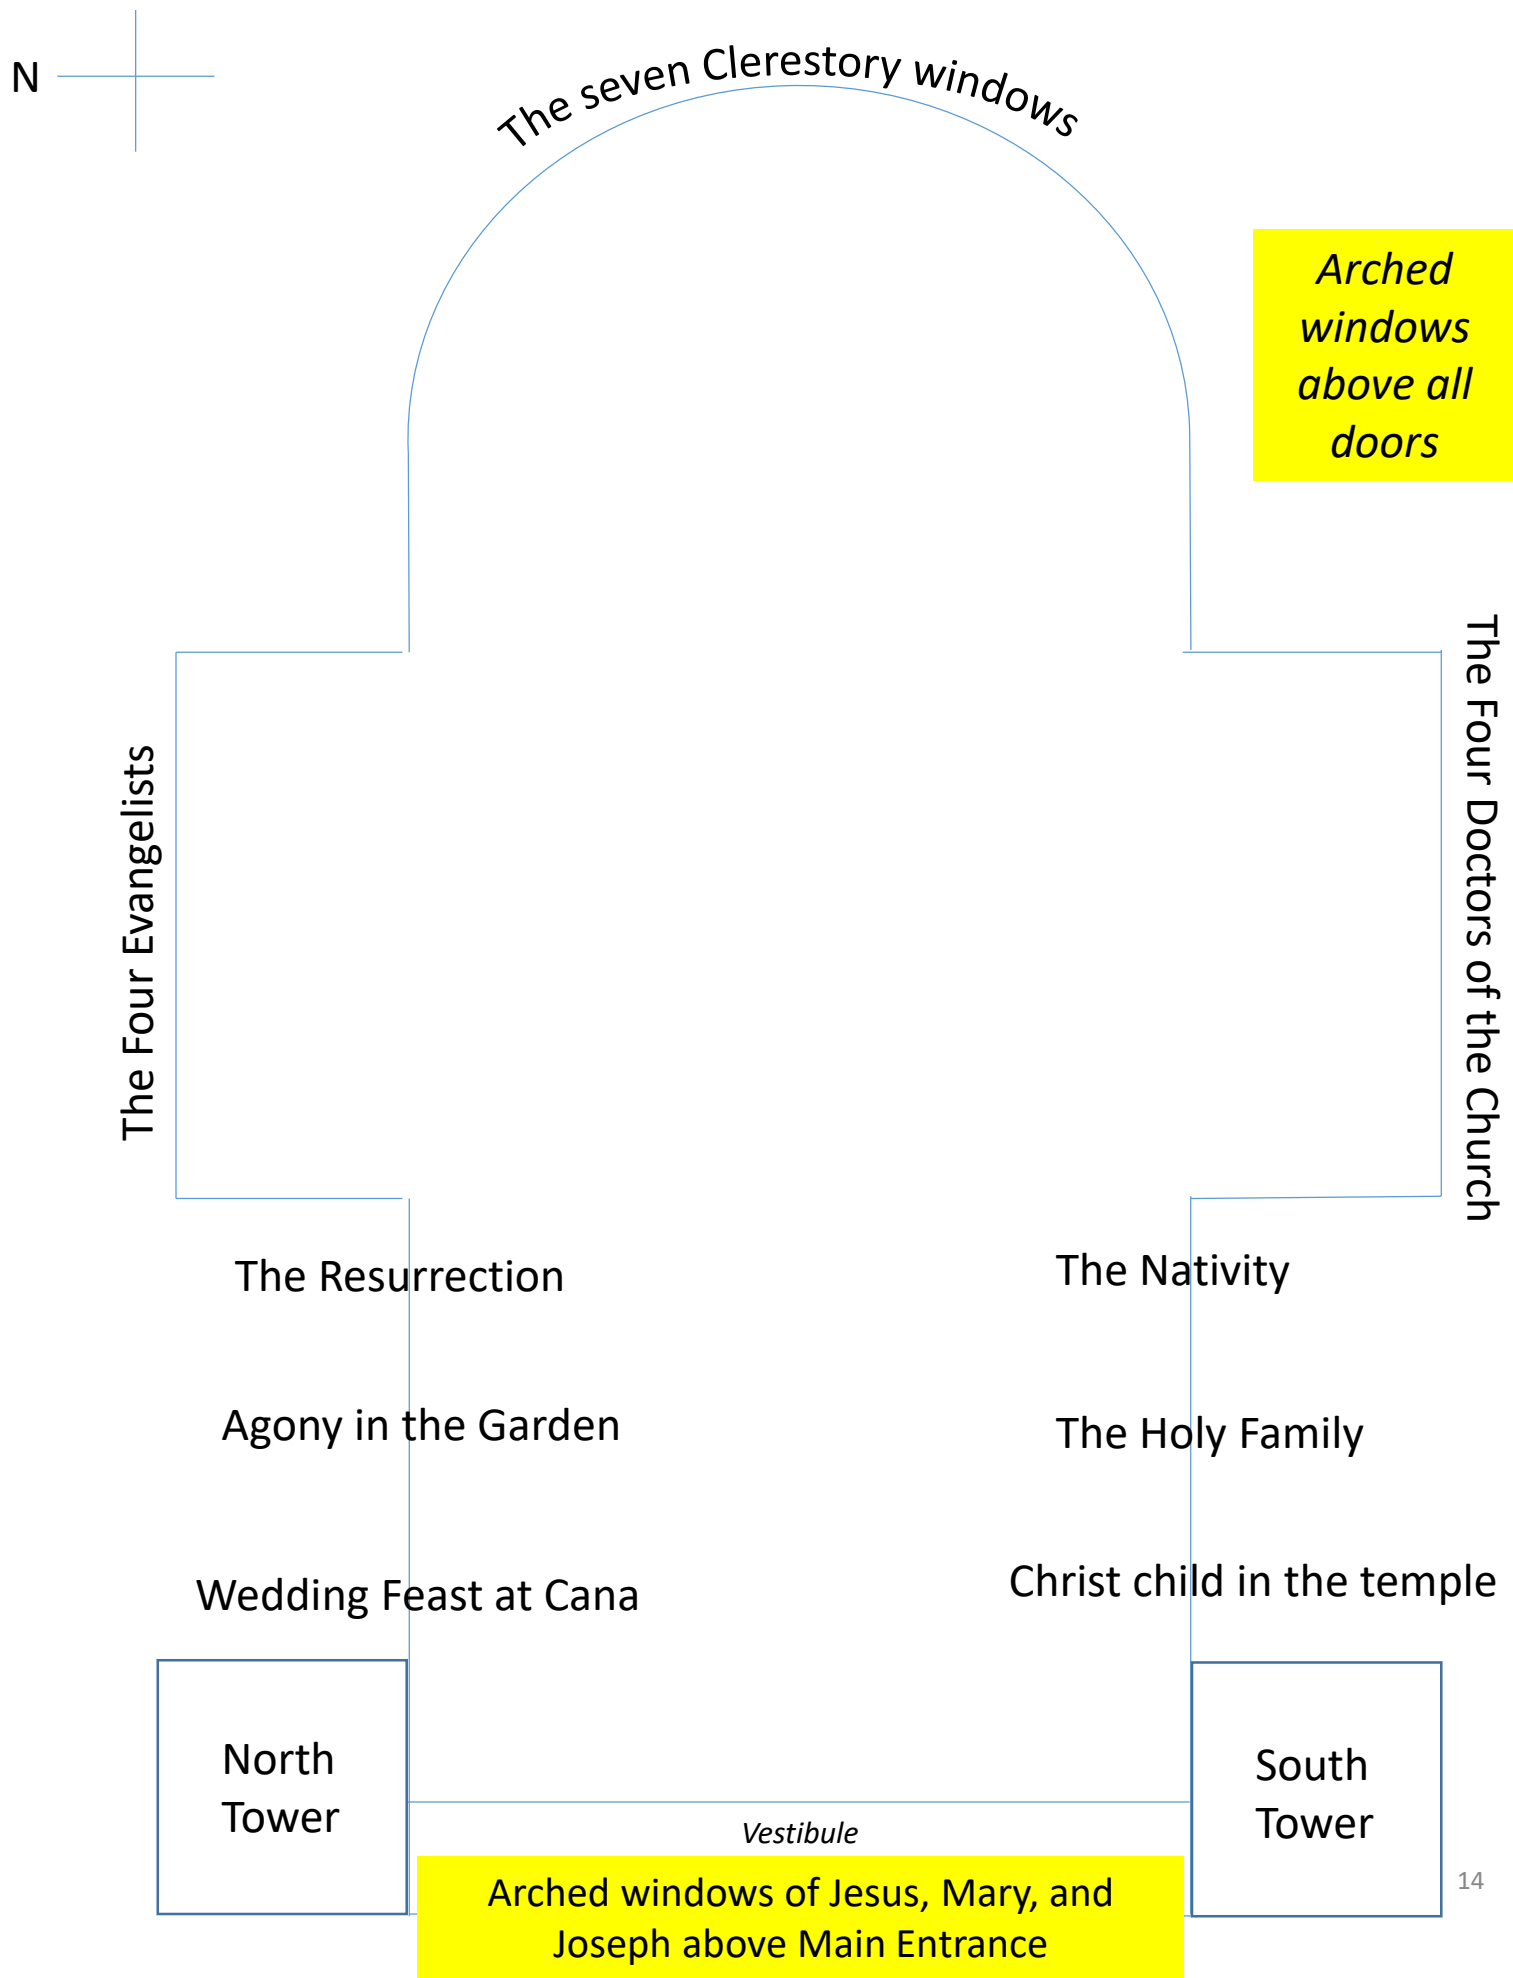 N
The seven Clerestory windows
Arched
windows
above all
doors
The Four Evangelists
The Four Doctors of the Church
The Resurrection
The Nativity
Agony in the Garden
The Holy Family
Wedding Feast at Cana
Christ child in the temple
North
Tower
South
Tower
Vestibule
Arched windows of Jesus, Mary, and
Joseph above Main Entrance
14